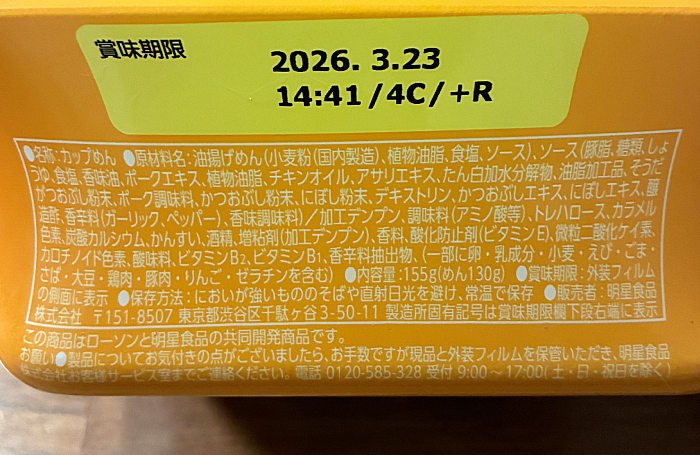 賞味期限
2026. 3.23
14:41/4C/+R
●名称:カップめん ●原材料名:油揚げめん(小麦粉(国内製造)、植物油脂、食塩、ソース)、ソース(豚脂、糖類、しょ
うゆ、食塩、香味油、ポークエキス、植物油脂、チキンオイル、アサリエキス、たん白加水分解物、油脂加工品、そうだ
がつおぶし粉末、ポーク調味料、かつおぶし粉末、にぼし粉末、デキストリン、かつおぶしエキス、にぼしエキス、醸
造酢、香辛料(ガーリック、ペッパー)、香味調味料)/加工デンプン、調味料(アミノ酸等)、トレハロース、カラメル
色素、炭酸カルシウム、かんすい、酒精、増粘剤(加工デンプン)、香料、酸化防止剤(ビタミンE)、微粒二酸化ケイ素、
カロチノイド色素、酸味料、ビタミンB2、ビタミンB1、香辛料抽出物、(一部に卵・乳成分・小麦・えび・ごま・
さば・大豆・鶏肉・豚肉・りんご・ゼラチンを含む) ●内容量:155g(めん130g) ●賞味期限:外装フィルム
の側面に表示 ●保存方法:においが強いもののそばや直射日光を避け、常温で保存 ●販売者:明星食品
株式会社 〒151-8507 東京都渋谷区千駄ヶ谷3-50-11 製造所固有記号は賞味期限欄下段右端に表示
この商品はローソンと明星食品の共同開発商品です。
お願い●製品についてお気付きの点がございましたら、お手数ですが現品と外装フィルムを保管いただき、明星食品
株式会社お客様サービス室までご連絡ください。電話 0120-585-328 受付 9:00～17:00(土・日・祝日を除く)